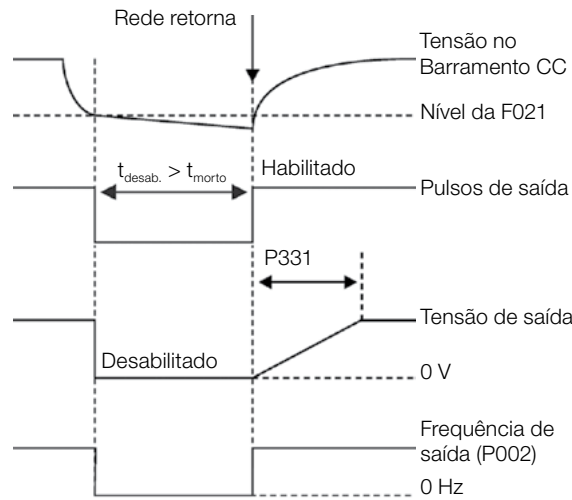 Rede retorna
Tensão no
Barramento CC
Nível da F021
t desab. > t morto
Habilitado
Pulsos de saída
P331
Tensão de saída
Desabilitado
0 V
Frequência de
saída (P002)
0 Hz